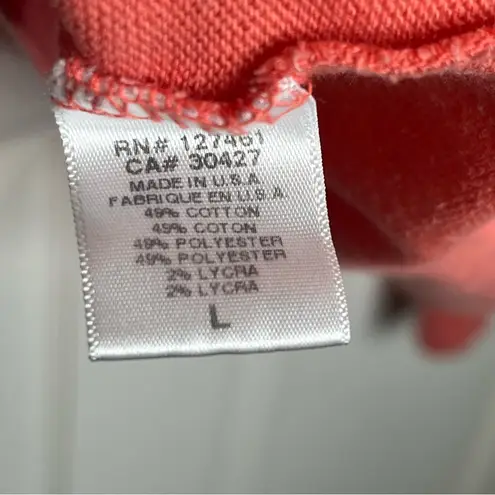 RN# 127461
CA# 30427
MADE IN U.S.A
FABRIQUE EN U.S.A
49% COTTON
49% COTON
49% POLYESTER
49% POLYESTER
2% LYCRA
2% LYCRA
L